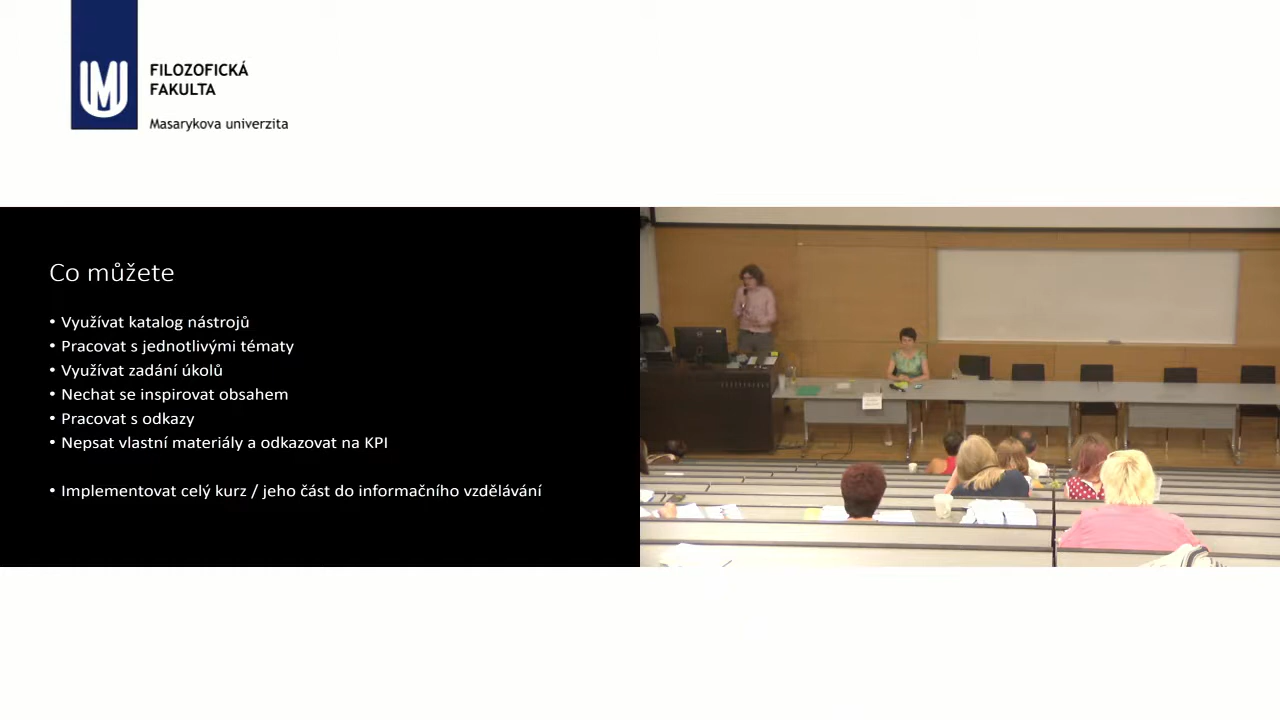 FILOZOFICKÁ
FAKULTA
Masarykova univerzita
Co můžete
• Využívat katalog nástrojů
• Pracovat s jednotlivými tématy
• Využívat zadání úkolů
• Nechat se inspirovat obsahem
• Pracovat s odkazy
• Nepsat vlastní materiály a odkazovat na KPI
• Implementovat celý kurz / jeho část do informačního vzdělávání